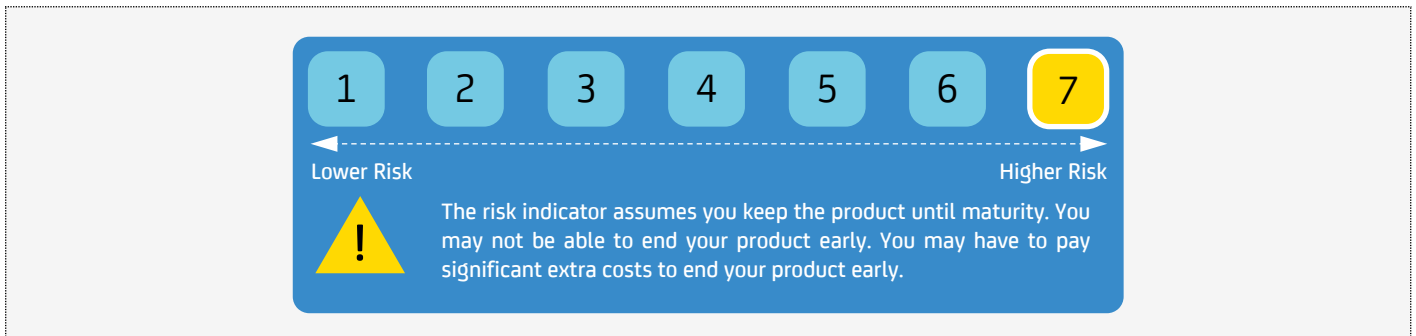 1 2 3 4 5 6 7
Lower Risk Higher Risk
!
The risk indicator assumes you keep the product until maturity. You
may not be able to end your product early. You may have to pay
significant extra costs to end your product early.